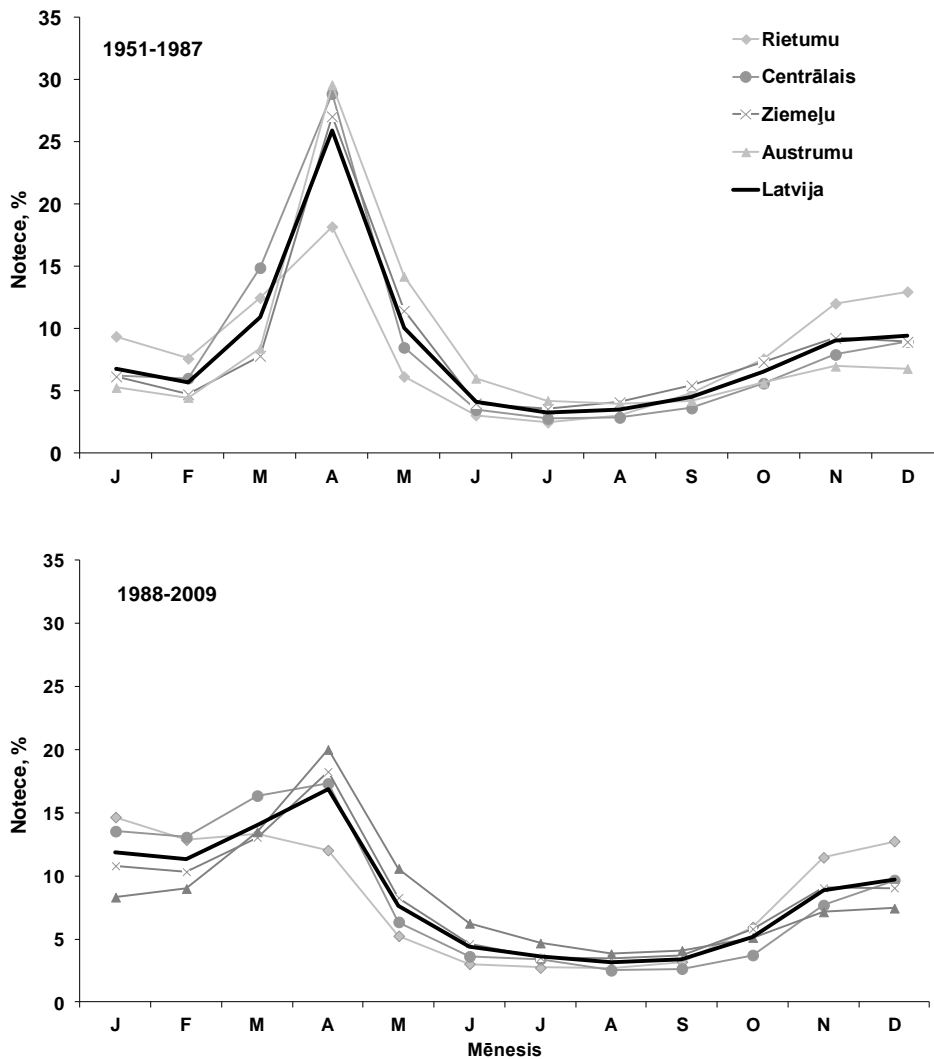 35
30
25
20
15
10
5
0
Notece, %
1951-1987
Rietumu
Centrālais
Ziemeļu
Austrumu
Latvija
J F M A M J J A S O N D
35
30
25
20
15
10
5
0
Notece, %
1988-2009
J F M A M J J A S O N D
Mēnesis